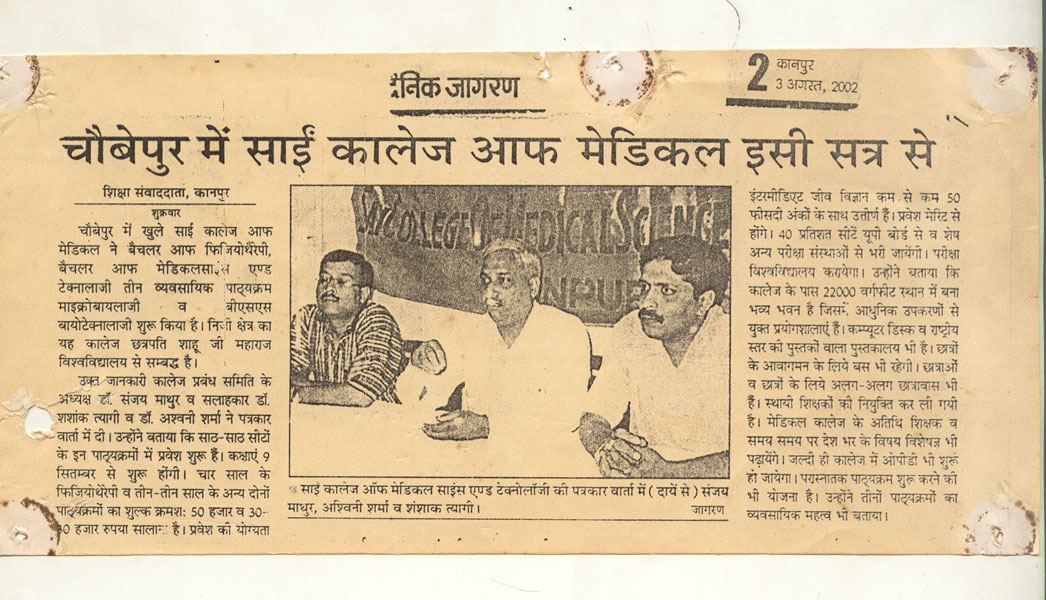 दैनिक जागरण
2 कानपुर
3 अगस्त, 2002
चौबेपुर में साईं कालेज आफ मेडिकल इसी सत्र से
शिक्षा संवाददाता, कानपुर
शुक्रवार
चौबेपुर में खुले साई कालेज आफ
मेडिकल ने बैचलर आफ फिजियोथैरेपी,
बैचलर आफ मेडिकलसाइंस एण्ड
टेक्नालाजी तीन व्यवसायिक पाठ्यक्रम
माइक्रोबायलाजी व बीएसएस
बायोटेक्नालाजी शुरू किया है। निजी क्षेत्र का
यह कालेज छत्रपति शाहू जी महाराज
विश्वविद्यालय से सम्बद्ध है।
उक्त जानकारी कालेज प्रबंध समिति के
अध्यक्ष डॉ. संजय माथुर व सलाहकार डॉ.
शशांक त्यागी व डॉ. अश्वनी शर्मा ने पत्रकार
वार्ता में दी। उन्होंने बताया कि साठ-साठ सीटों
के इन पाठ्यक्रमों में प्रवेश शुरू हैं। कक्षाएं 9
सितम्बर से शुरू होंगी। चार साल के
फिजियोथैरेपी व तीन-तीन साल के अन्य दोनों
पाठ्यक्रमों का शुल्क क्रमशः 50 हजार व 30-
30 हजार रुपया सालाना है। प्रवेश की योग्यता
SAI COLLEGE OF MEDICAL SCIENCE
साई कालेज ऑफ मेडिकल साइंस एण्ड टेक्नोलॉजी की पत्रकार वार्ता में ( दायें से ) संजय
माथुर, अश्विनी शर्मा व शंशाक त्यागी।
जागरण
इंटरमीडिएट जीव विज्ञान कम से कम 50
फीसदी अंकों के साथ उत्तीर्ण हैं। प्रवेश मेरिट से
होंगे। 40 प्रतिशत सीटें यूपी बोर्ड से व शेष
अन्य परीक्षा संस्थाओं से भरी जायेंगी। परीक्षा
विश्वविद्यालय करायेगा। उन्होंने बताया कि
कालेज के पास 22000 वर्गफीट स्थान में बना
भव्य भवन है जिसमें, आधुनिक उपकरणों से
युक्त प्रयोगशालाएं हैं। कम्प्यूटर डिस्क व राष्ट्रीय
स्तर की पुस्तकों वाला पुस्तकालय भी है। छात्रों
के आवागमन के लिये बस भी रहेगी। छात्राओं
व छात्रों के लिये अलग-अलग छात्रावास भी
हैं। स्थायी शिक्षकों की नियुक्ति कर ली गयी
है। मेडिकल कालेज के अतिथि शिक्षक व
समय समय पर देश भर के विषय विशेषज्ञ भी
पढ़ायेंगे। जल्दी ही कालेज में ओपीडी भी शुरू
हो जायेगा। परास्नातक पाठ्यक्रम शुरू करने की
भी योजना है। उन्होंने तीनों पाठ्यक्रमों का
व्यवसायिक महत्व भी बताया।